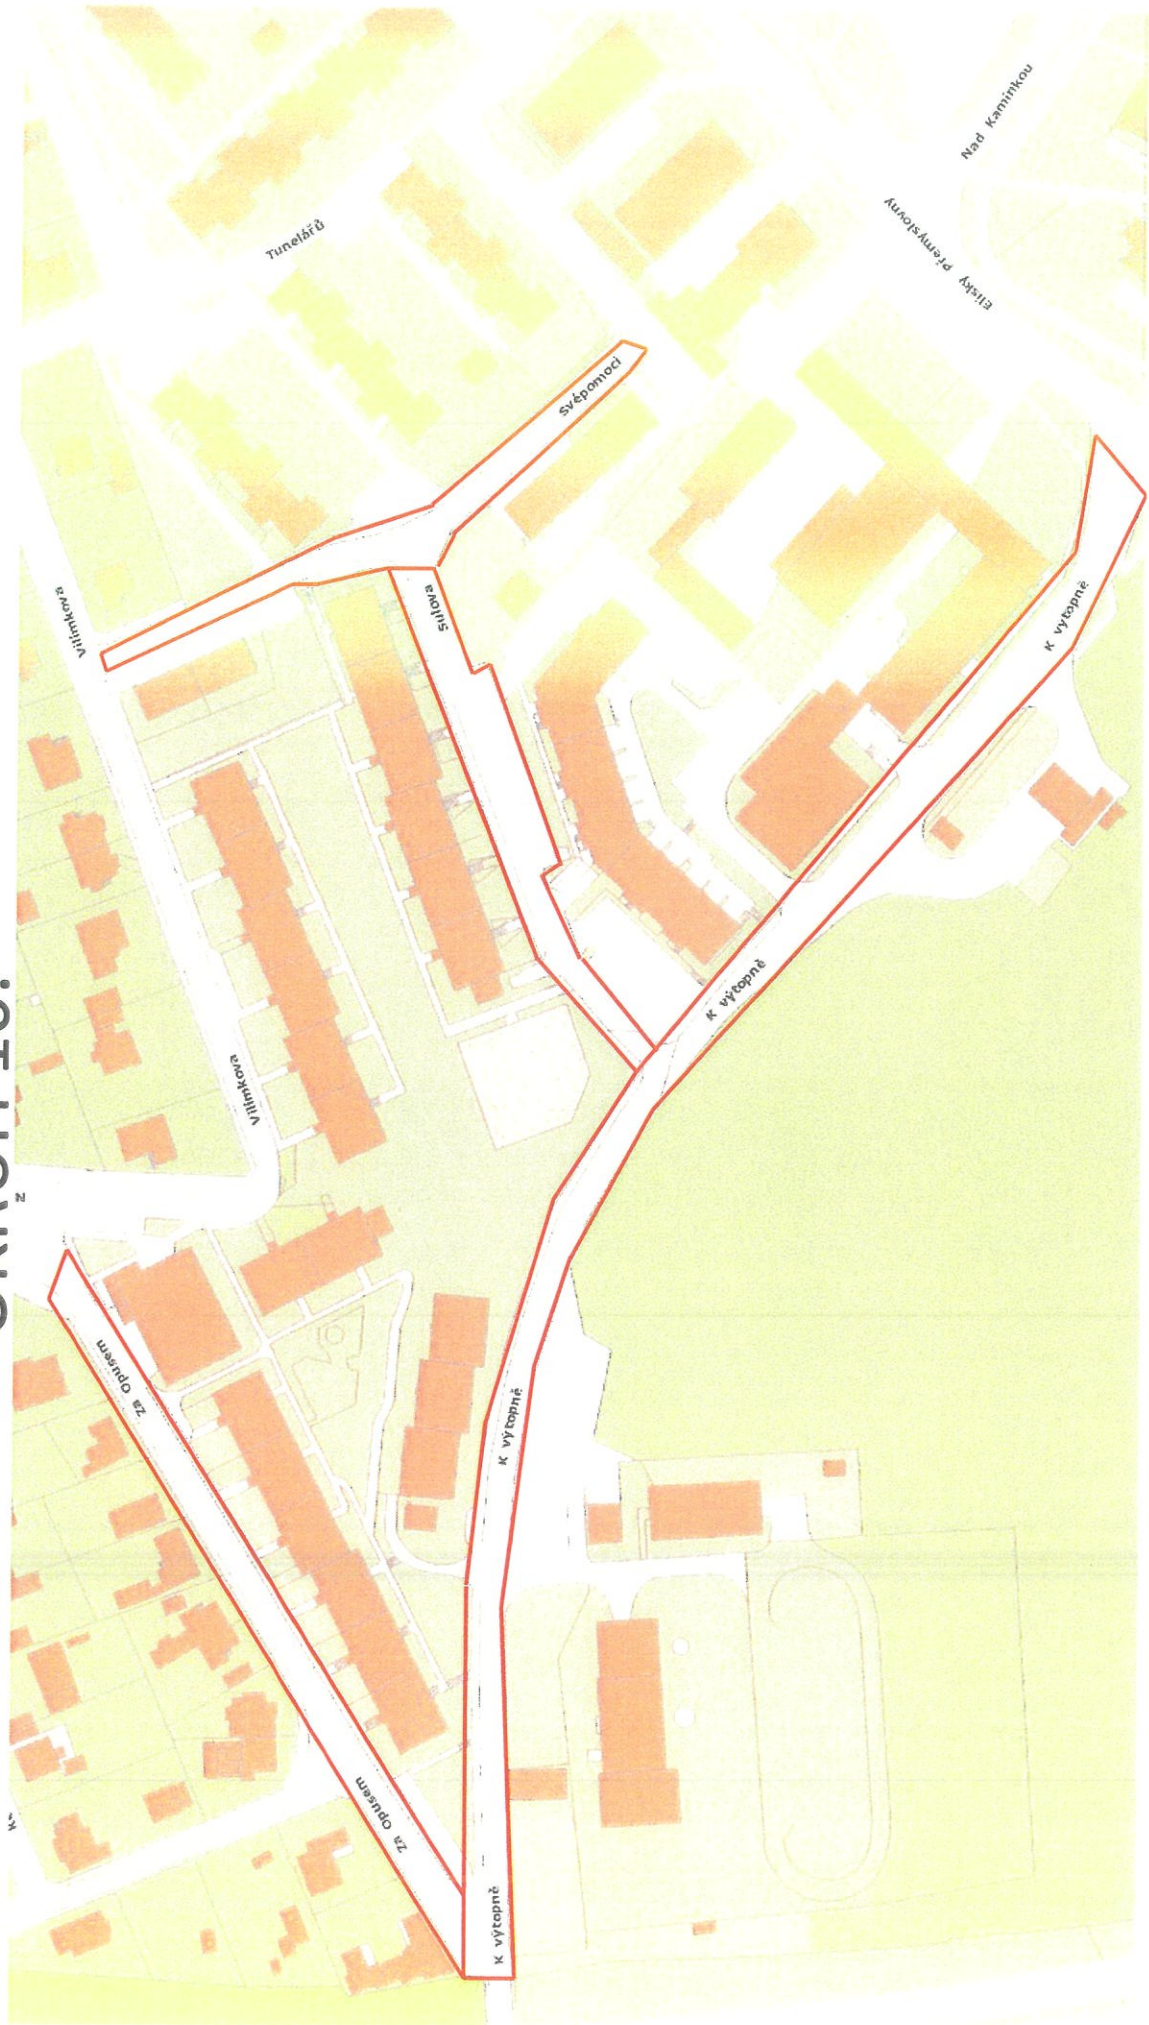 Nad Kamínkou
Elišky Přemyslovny
Tunelářů
Svépomoci
Vilímkova
Sulova
K výtopně
K výtopně
Vilímkova
Za Opusem
K výtopně
Za Opusem
K výtopně